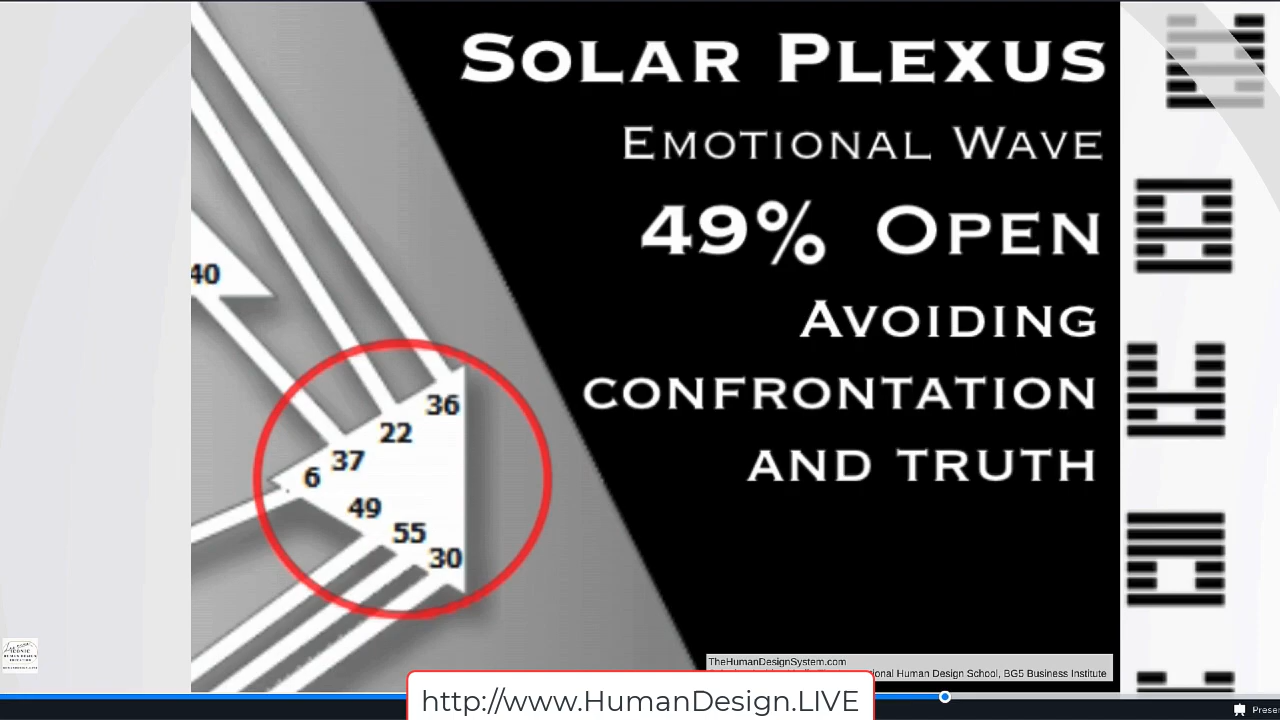 SOLAR PLEXUS
EMOTIONAL WAVE
49% OPEN
AVOIDING
CONFRONTATION
AND TRUTH
40
36
22
37
6
49
55
30
TheHumanDesignSystem.com
Human Design School, BG5 Business Institute
http://www.HumanDesign.LIVE